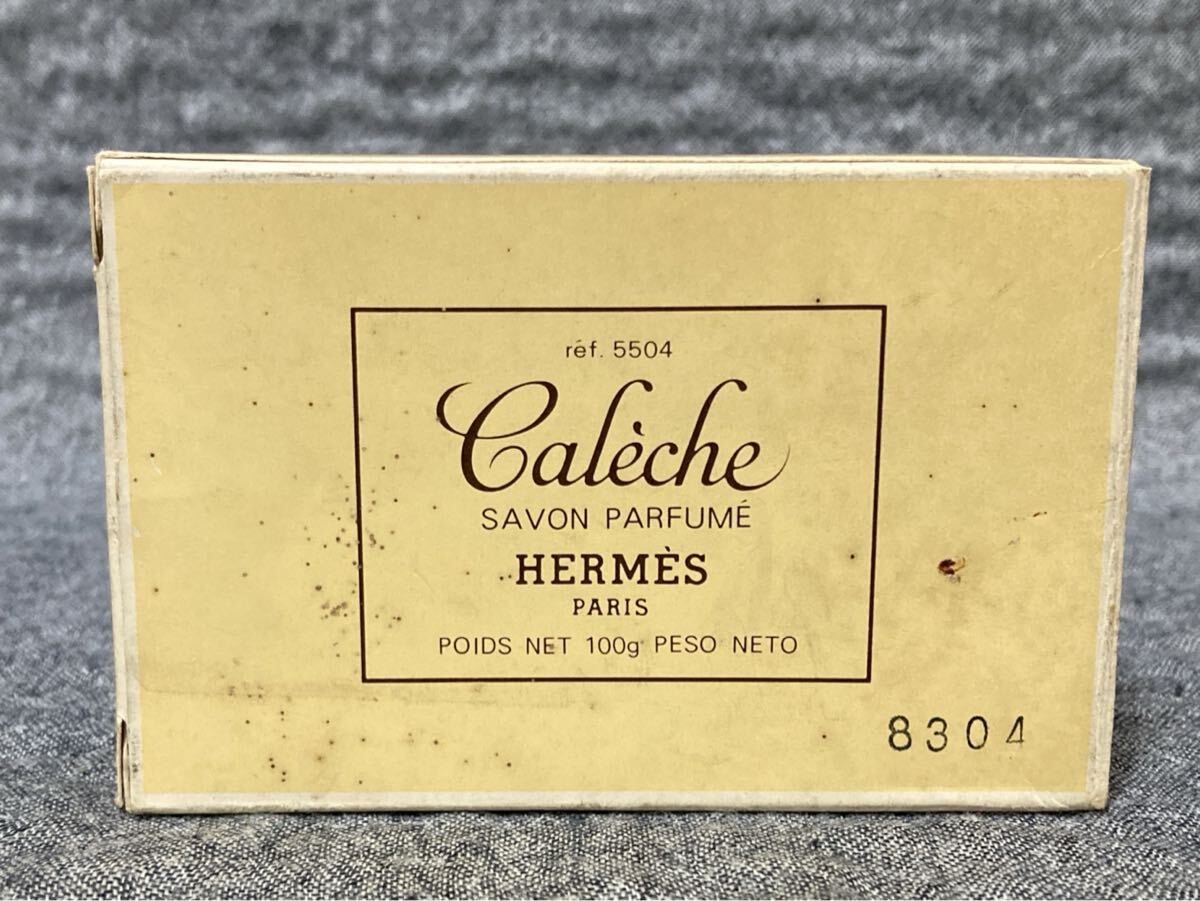 réf. 5504
Calèche
SAVON PARFUMÉ
HERMÈS
PARIS
POIDS NET 100g PESO NETO
8304